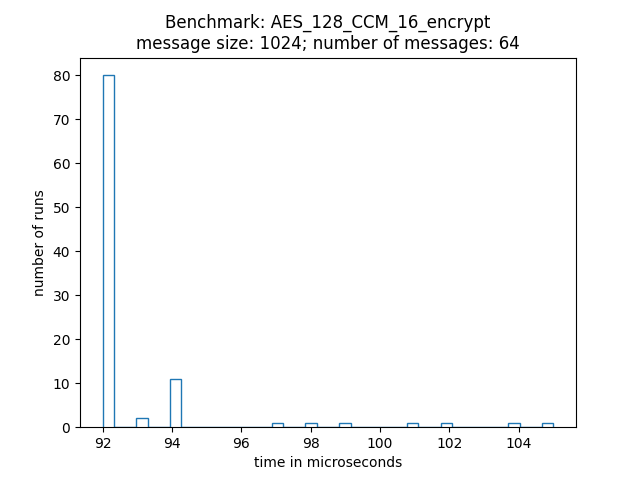 Benchmark: AES_128_CCM_16_encrypt
message size: 1024; number of messages: 64
number of runs
80
70
60
50
40
30
20
10
0
92 94 96 98 100 102 104
time in microseconds